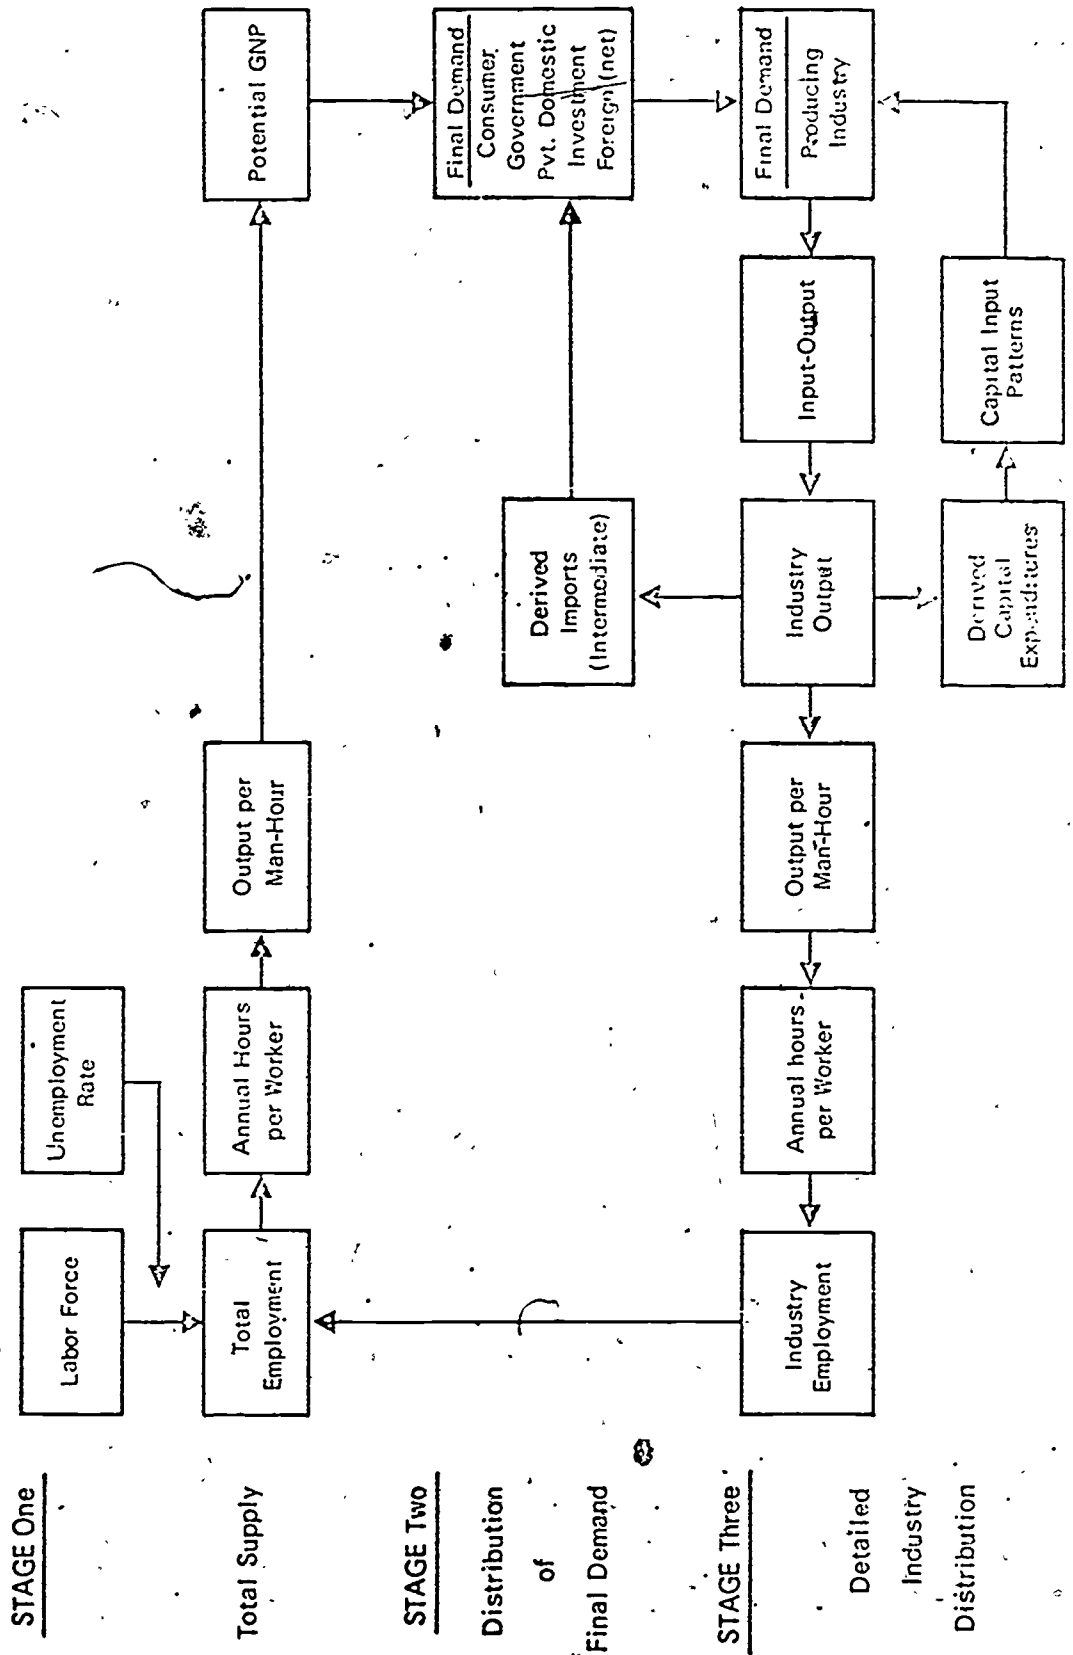 STAGE One
Total Supply
Labor Force
Unemployment
Rate
Total
Employment
Annual Hours
per Worker
Output per
Man-Hour
Potential GNP
STAGE Two
Distribution
of
Final Demand
Derived
Imports
(Intermediate)
Final Demand
Consumer
Government
Pvt. Domestic
Investment
Foreign (net)
STAGE Three
Detailed
Industry
Distribution
Industry
Employment
Annual hours
per Worker
Output per
Man-Hour
Industry
Output
Input-Output
Final Demand
Producing
Industry
Derived
Capital
Expenditures
Capital Input
Patterns